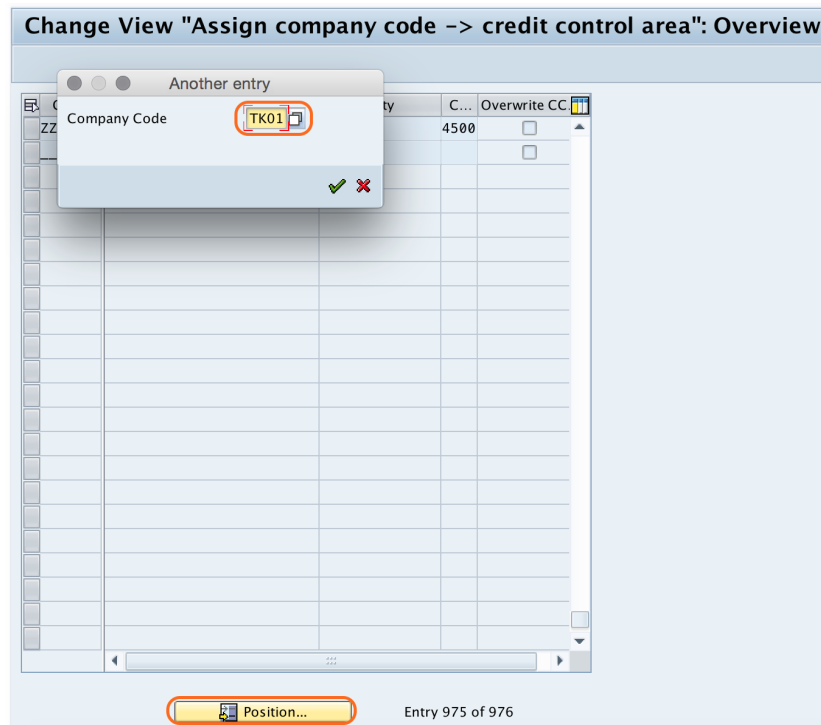 Change View "Assign company code -> credit control area": Overview
Another entry
Company Code TK01
C ty C... Overwrite CC.
ZZ 4500
Position... Entry 975 of 976